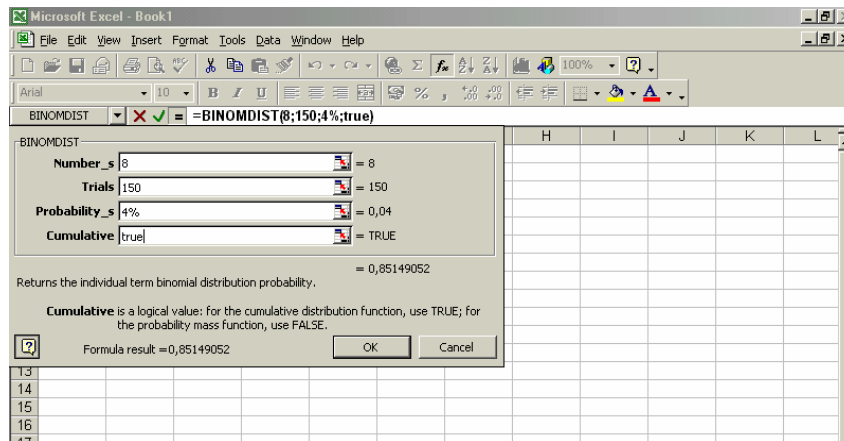 Microsoft Excel - Book1
File Edit View Insert Format Tools Data Window Help
Arial 10 B I U 100%
BINOMDIST = =BINOMDIST(8;150;4%;true)
H I J K L
BINOMDIST
Number_s 8 = 8
Trials 150 = 150
Probability_s 4% = 0,04
Cumulative true = TRUE
= 0,85149052
Returns the individual term binomial distribution probability.
Cumulative is a logical value: for the cumulative distribution function, use TRUE; for
the probability mass function, use FALSE.
Formula result =0,85149052 OK Cancel
13
14
15
16